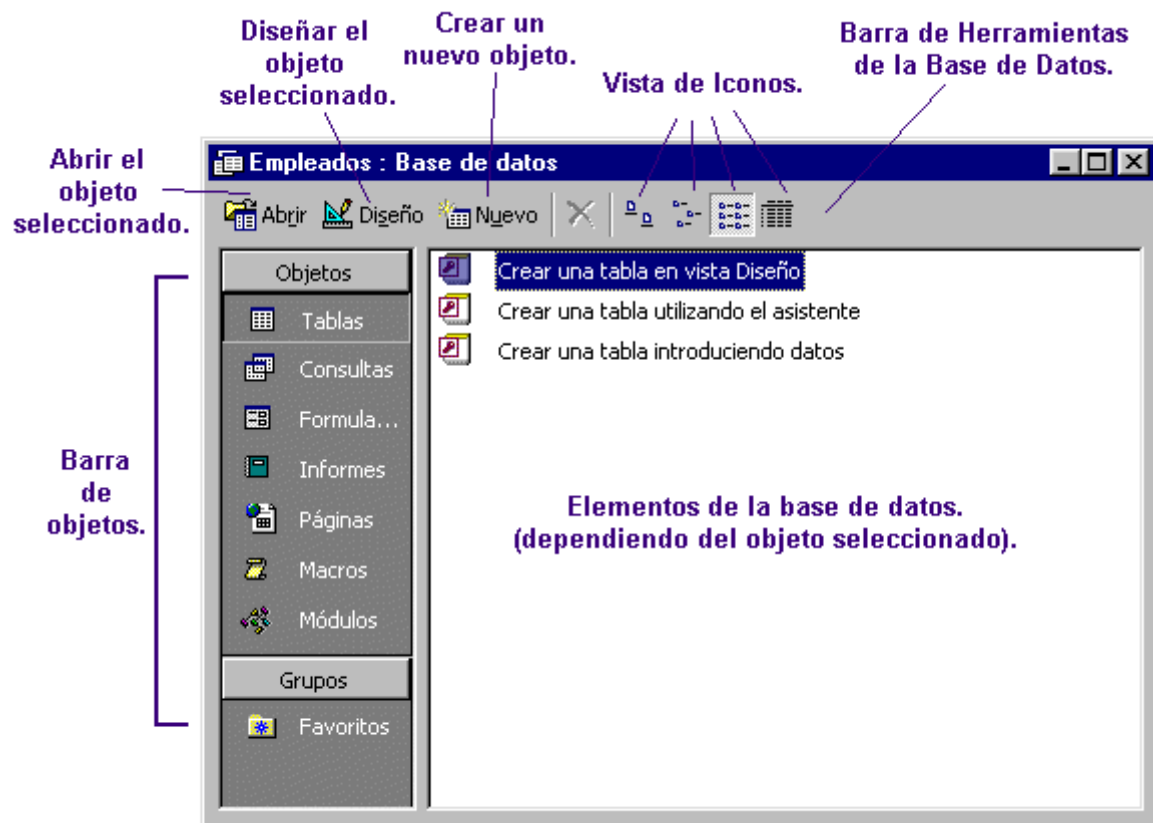 Diseñar el
objeto
seleccionado.
Crear un
nuevo objeto.
Vista de Iconos.
Barra de Herramientas
de la Base de Datos.
Abrir el
objeto
seleccionado.
Empleados : Base de datos
Abrir Diseño Nuevo
Objetos
Tablas
Consultas
Formula...
Informes
Páginas
Macros
Módulos
Grupos
Favoritos
Crear una tabla en vista Diseño
Crear una tabla utilizando el asistente
Crear una tabla introduciendo datos
Barra
de
objetos.
Elementos de la base de datos.
(dependiendo del objeto seleccionado).